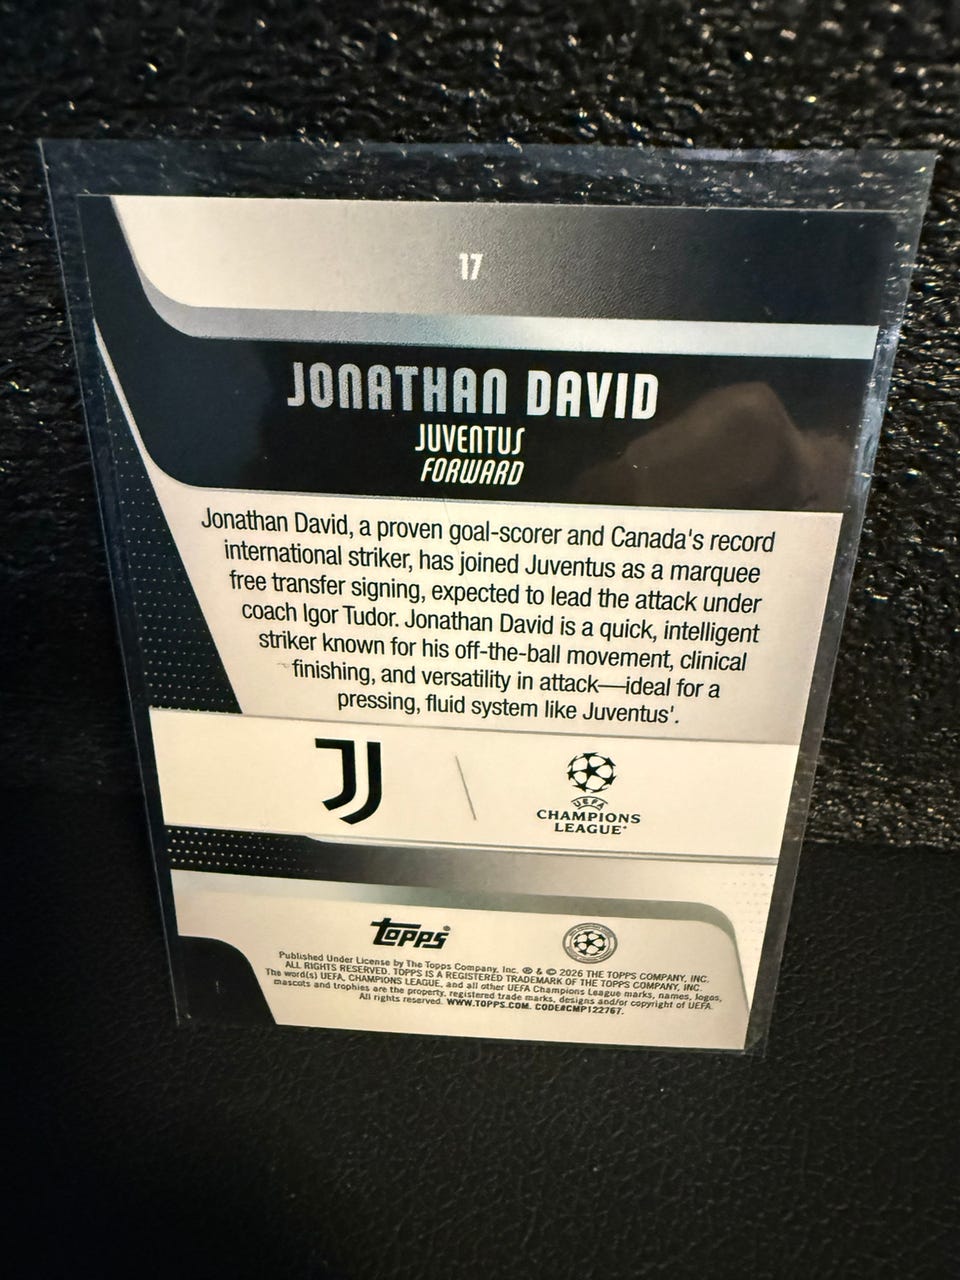 17
JONATHAN DAVID
JUVENTUS
FORWARD
Jonathan David, a proven goal-scorer and Canada's record
international striker, has joined Juventus as a marquee
free transfer signing, expected to lead the attack under
coach Igor Tudor. Jonathan David is a quick, intelligent
striker known for his off-the-ball movement, clinical
finishing, and versatility in attack—ideal for a
pressing, fluid system like Juventus'.
UEFA
CHAMPIONS
LEAGUE®
topps®
Published Under License by The Topps Company, Inc. ® & © 2026 THE TOPPS COMPANY, INC.
ALL RIGHTS RESERVED. TOPPS IS A REGISTERED TRADEMARK OF THE TOPPS COMPANY, INC.
The word(s) UEFA, CHAMPIONS LEAGUE, and all other UEFA Champions League marks, names, logos,
mascots and trophies are the property, registered trade marks, designs and/or copyright of UEFA.
All rights reserved. WWW.TOPPS.COM. CODE#CMP122767.